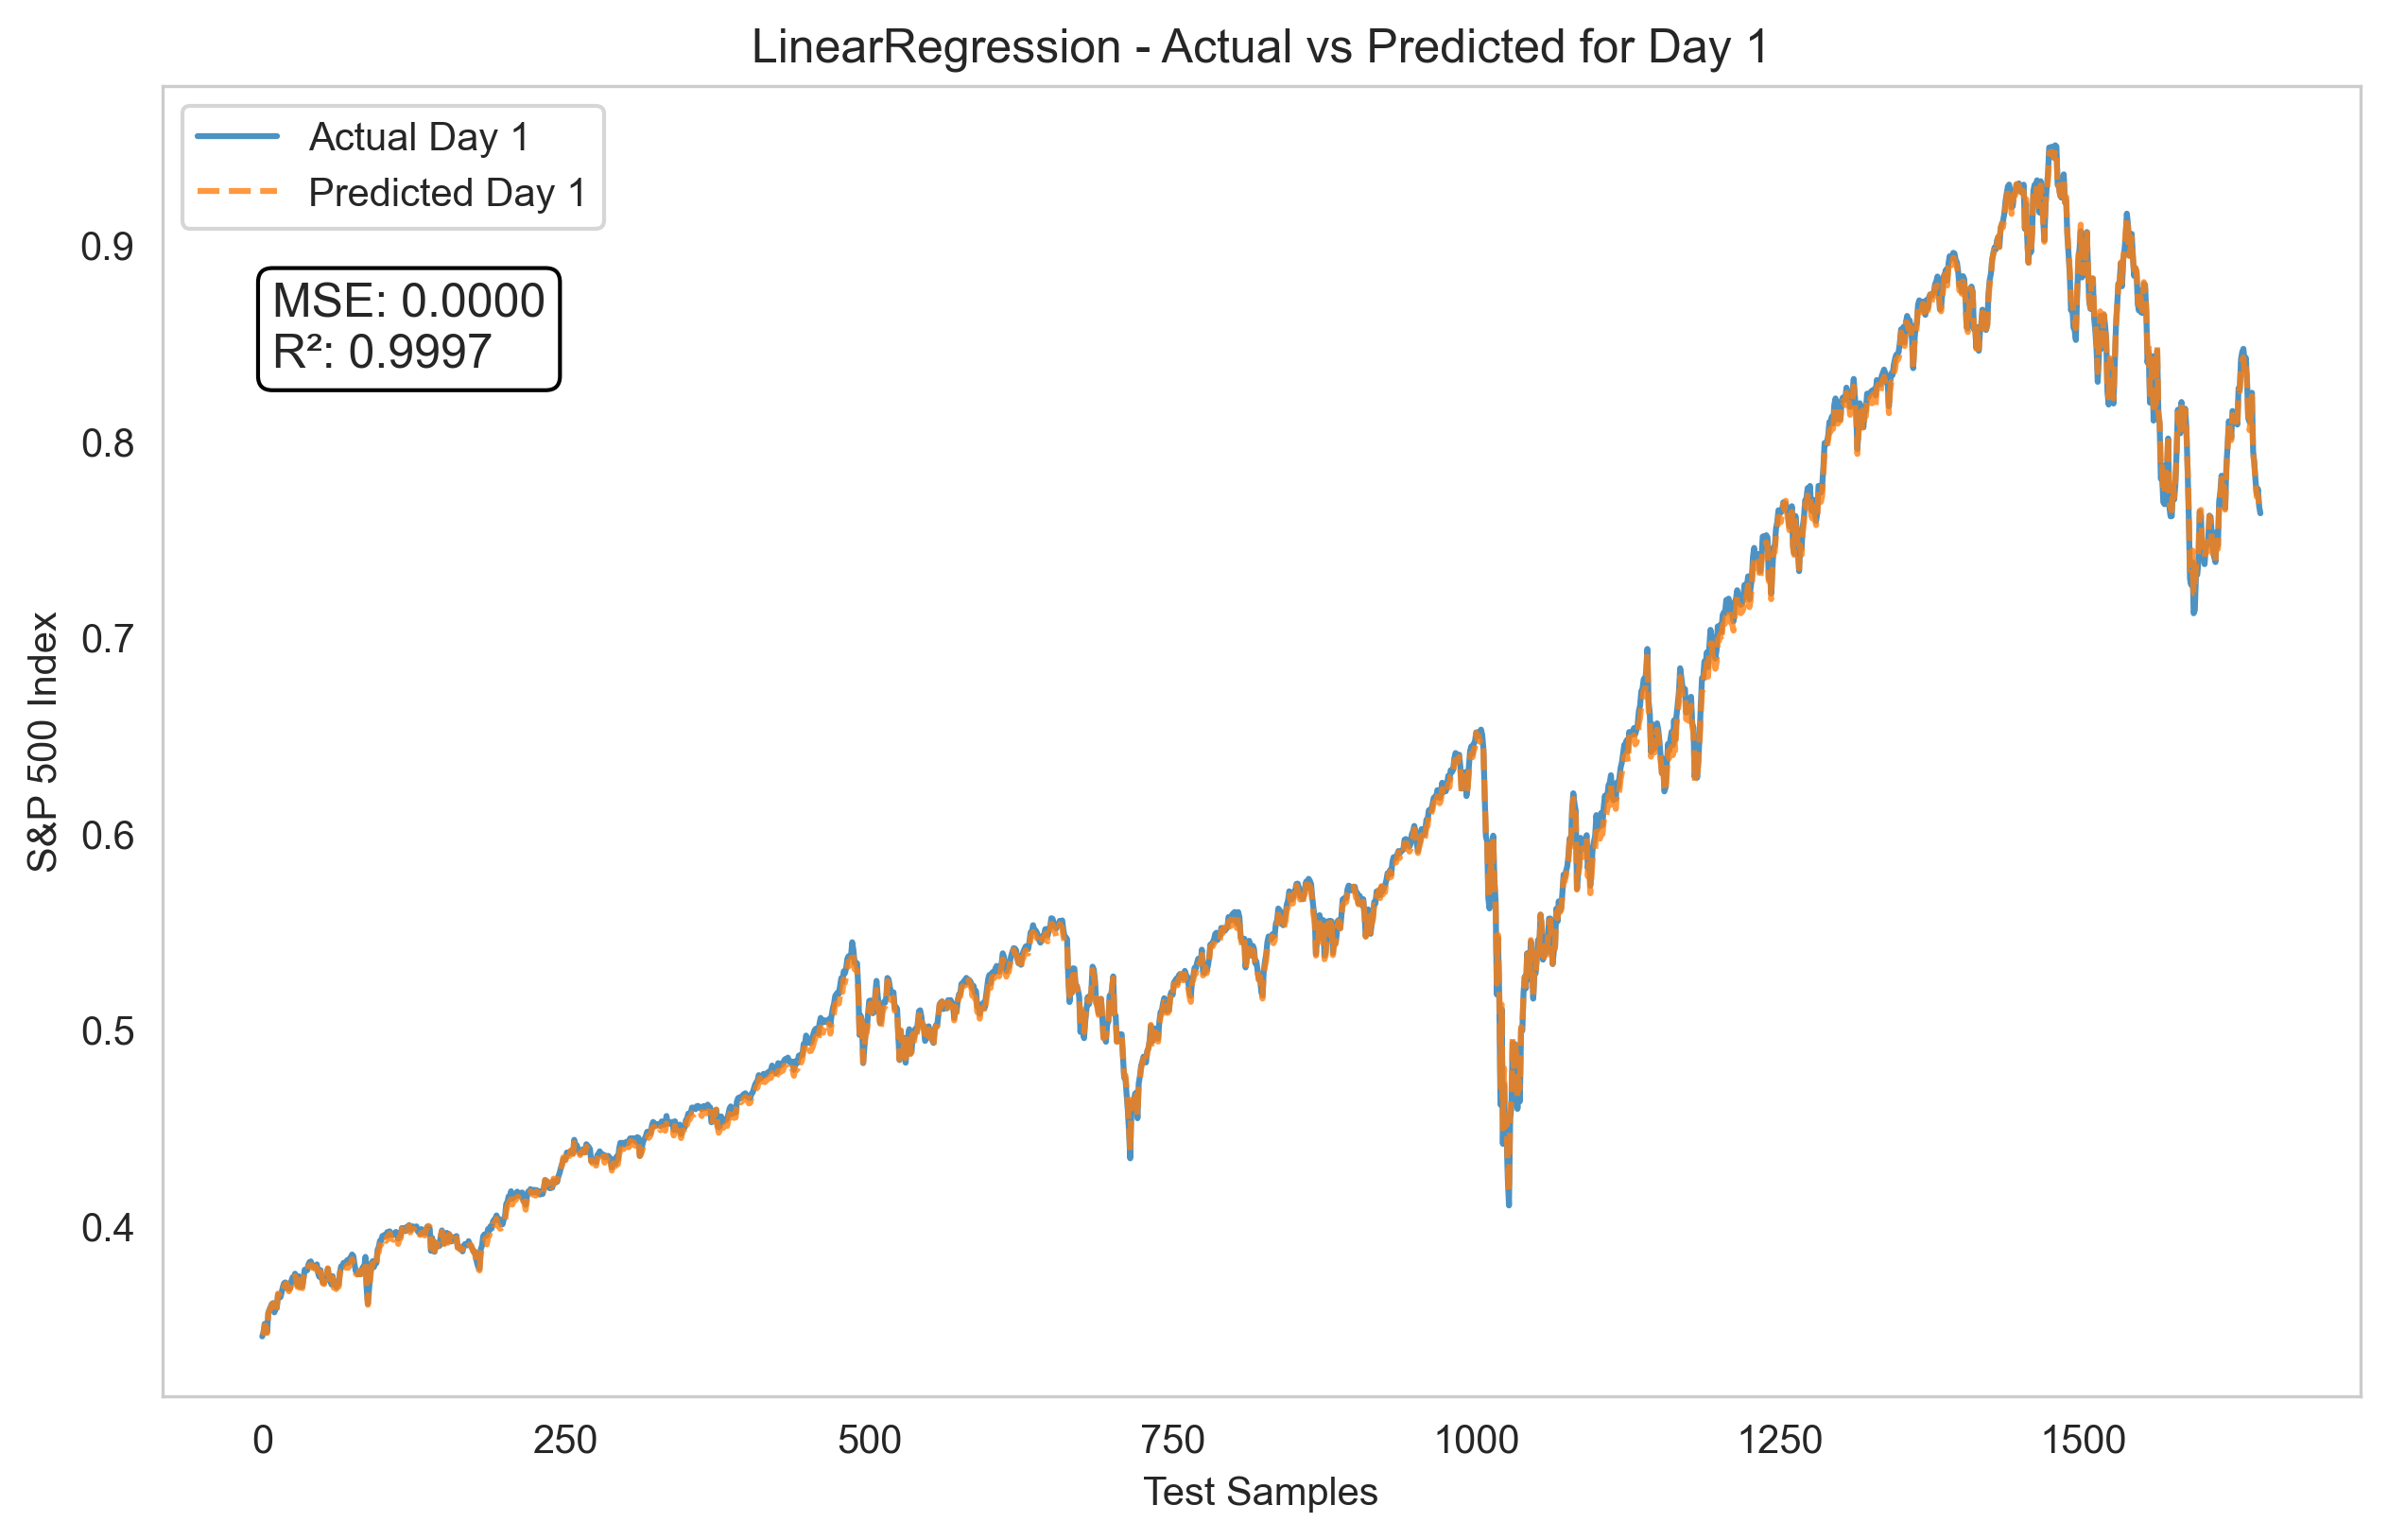 LinearRegression - Actual vs Predicted for Day 1
Actual Day 1
Predicted Day 1
MSE: 0.0000
R²: 0.9997
S&P 500 Index
0.9
0.8
0.7
0.6
0.5
0.4
0 250 500 750 1000 1250 1500
Test Samples